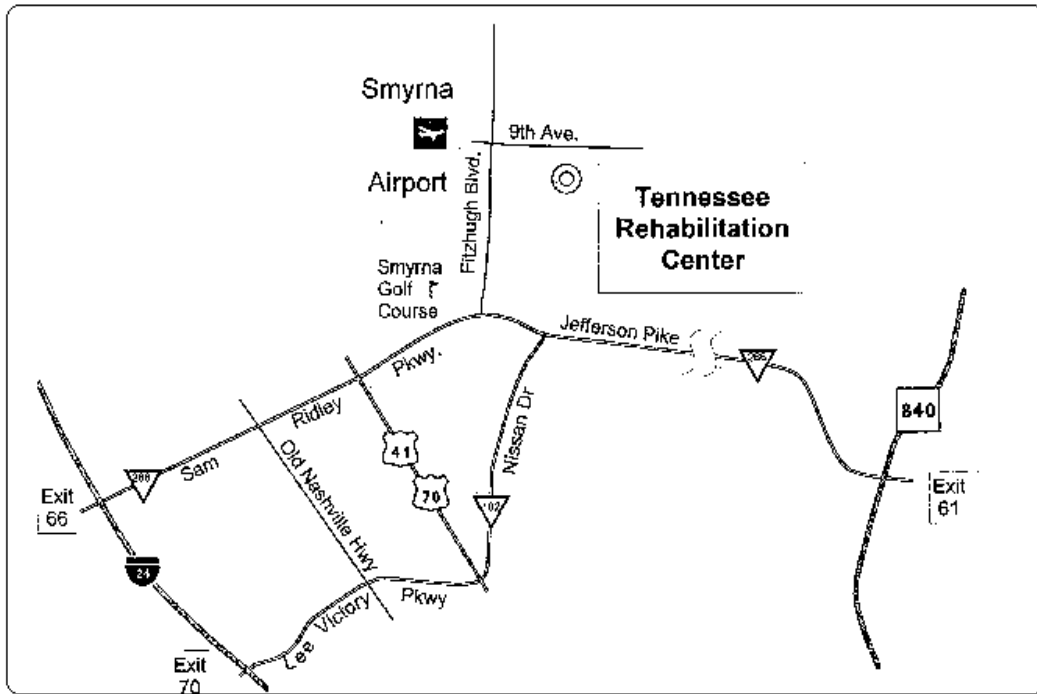 Smyrna
Airport
9th Ave.
Fitzhugh Blvd.
Tennessee
Rehabilitation
Center
Smyrna
Golf
Course
Jefferson Pike
Sam Ridley Pkwy.
Nissan Dr
Old Nashville Hwy
41
70
102
840
Exit
66
Exit
61
24
Lee Victory Pkwy
Exit
70